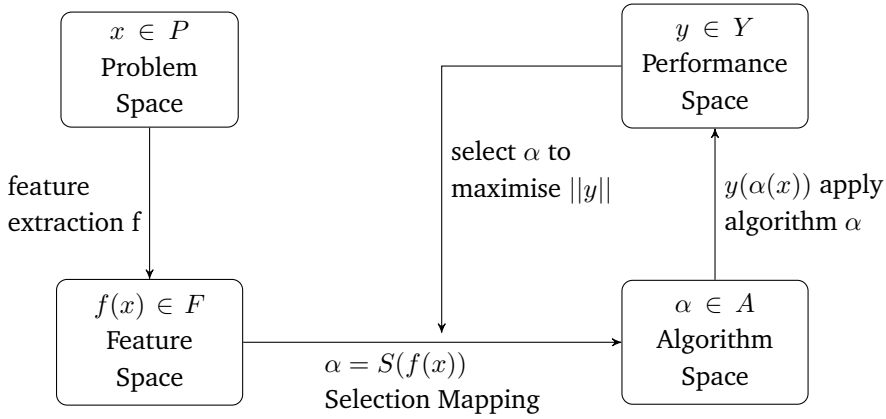 x ∈ P
Problem
Space
y ∈ Y
Performance
Space
select α to
maximise ||y||
feature
extraction f
y(α(x)) apply
algorithm α
f(x) ∈ F
Feature
Space
α = S(f(x))
Selection Mapping
α ∈ A
Algorithm
Space